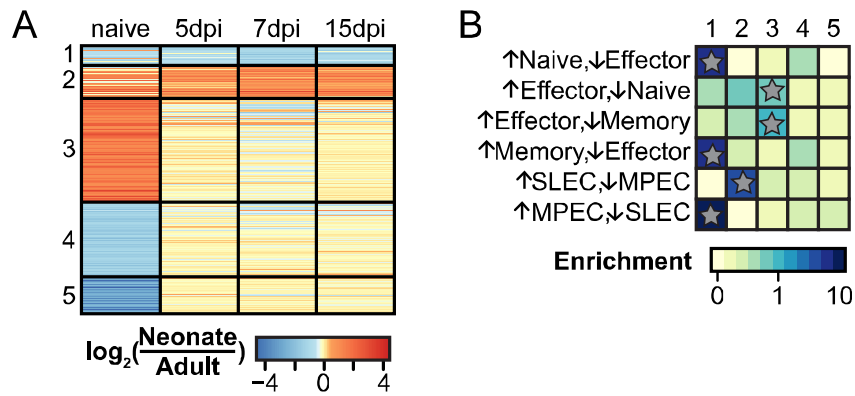 A
naive 5dpi 7dpi 15dpi
1
2
3
4
5
log₂(Neonate/Adult)
−4 0 4
B
1 2 3 4 5
↑Naive,↓Effector
↑Effector,↓Naive
↑Effector,↓Memory
↑Memory,↓Effector
↑SLEC,↓MPEC
↑MPEC,↓SLEC
Enrichment
0 1 10